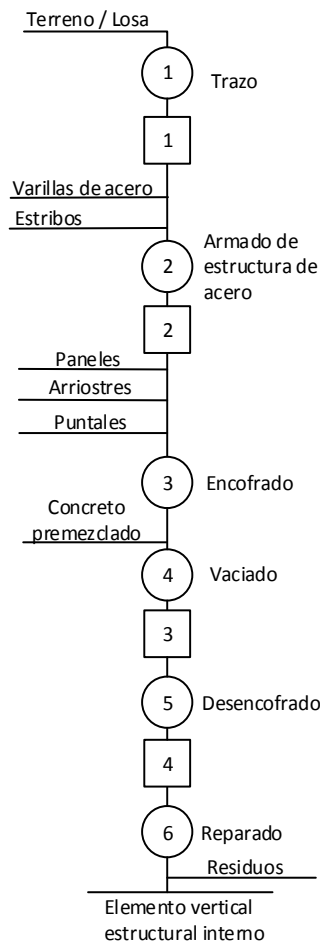 Terreno / Losa
1
Trazo
1
Varillas de acero
Estribos
2
Armado de
estructura de
acero
2
Paneles
Arriostres
Puntales
3
Encofrado
Concreto
premezclado
4
Vaciado
3
5
Desencofrado
4
6
Reparado
Residuos
Elemento vertical
estructural interno